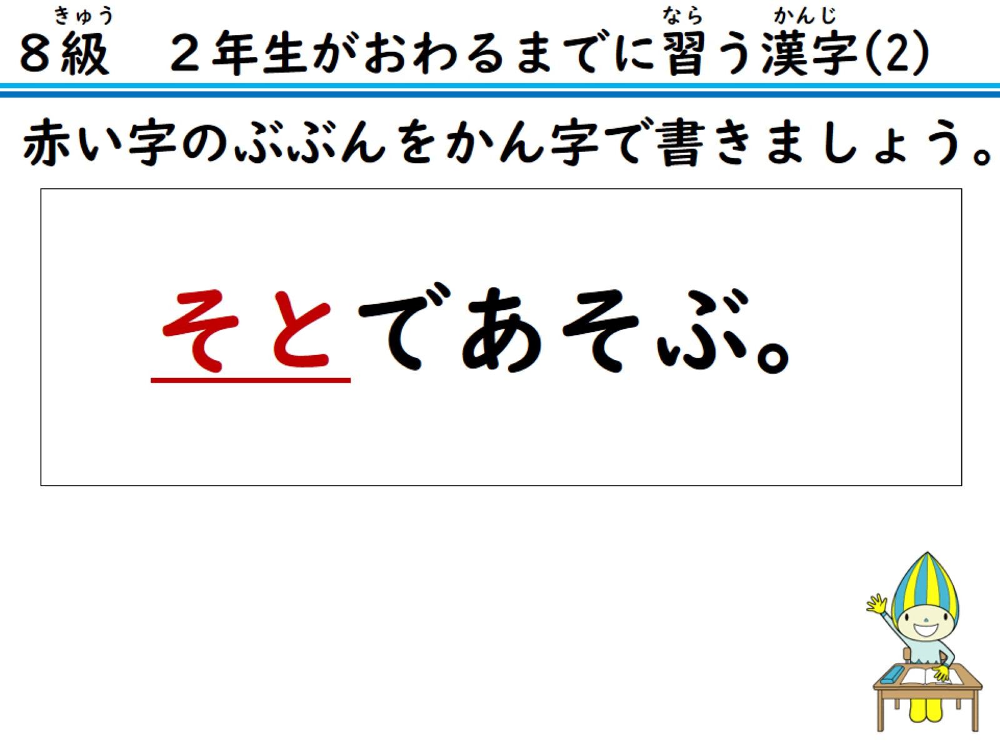 きゅう なら かんじ
８級　２年生がおわるまでに習う漢字(2)
赤い字のぶぶんをかん字で書きましょう。
そとであそぶ。